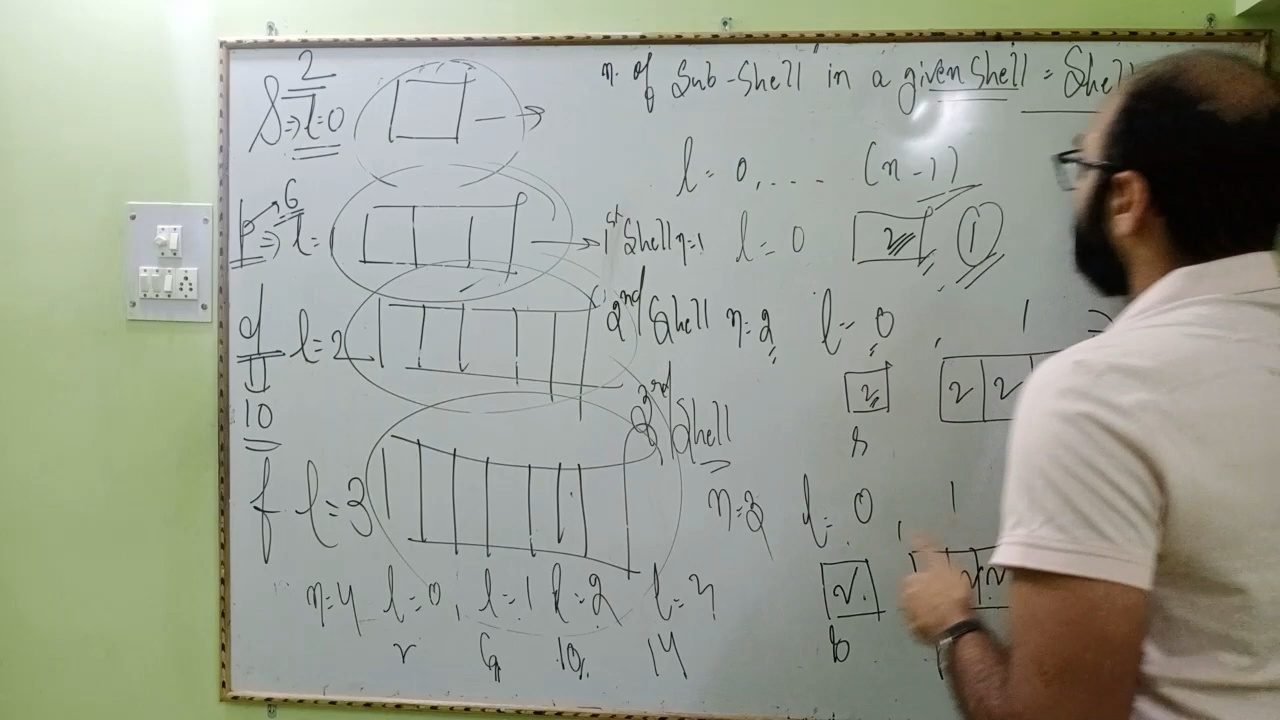 2
S ⇒ l=0
n. of Sub-Shell in a given Shell = Shell
l = 0, .... (n-1)
6
p ⇒ l=
1st Shell n=1 l = 0 2 1
d l=2
10
2nd Shell n=2 l = 0, 1
2 2 2
s
3rd Shell
f l=3
n=3 l = 0, 1
n=4 l=0, l=1 l=2 l=3
2 6 10 14